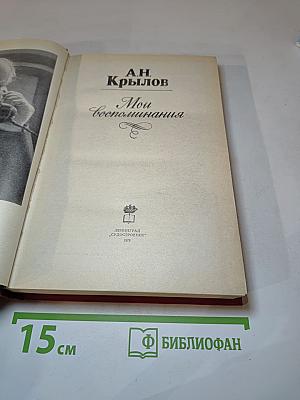 А.Н.
Крылов
Мои
воспоминания
ЛЕНИНГРАД
„СУДОСТРОЕНИЕ“
1979
15 см
БИБЛИОФАН